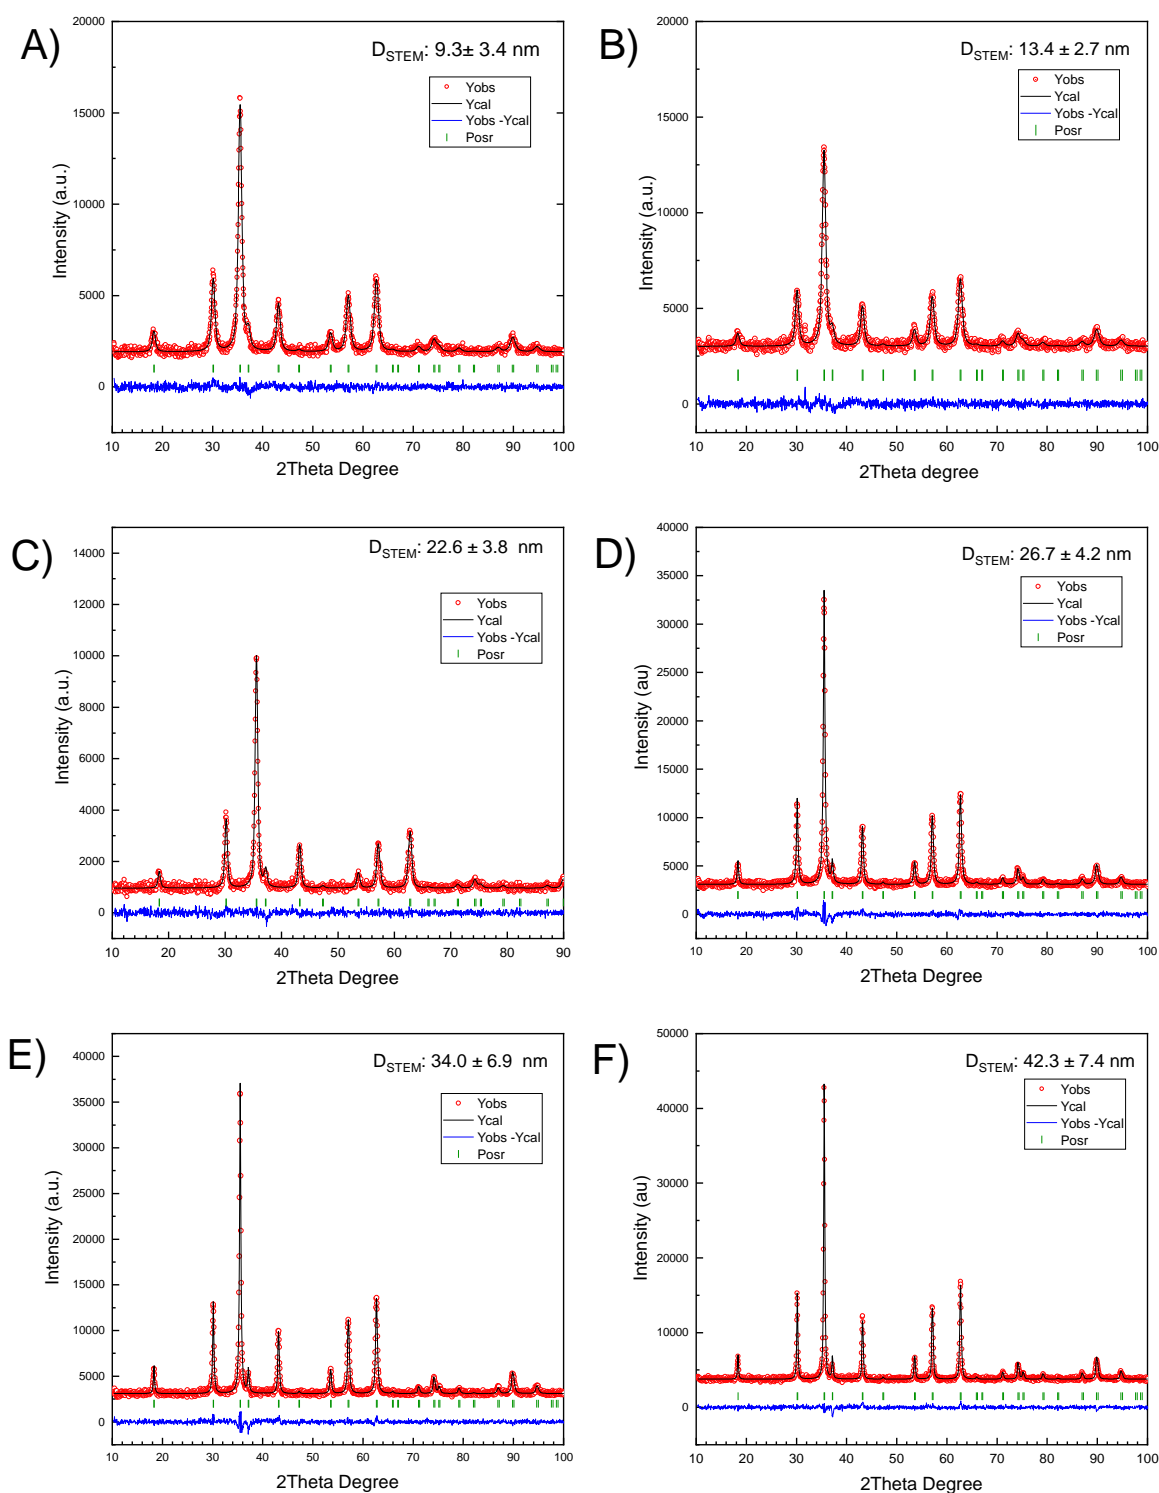 A)
D_STEM: 9.3± 3.4 nm
Yobs
Ycal
Yobs -Ycal
Posr
Intensity (a.u.)
20000
15000
10000
5000
0
10 20 30 40 50 60 70 80 90 100
2Theta Degree
B)
D_STEM: 13.4 ± 2.7 nm
Yobs
Ycal
Yobs -Ycal
Posr
Intensity (a.u.)
20000
15000
10000
5000
0
10 20 30 40 50 60 70 80 90 100
2Theta degree
C)
D_STEM: 22.6 ± 3.8 nm
Yobs
Ycal
Yobs -Ycal
Posr
Intensity (a.u.)
14000
12000
10000
8000
6000
4000
2000
0
10 20 30 40 50 60 70 80 90
2Theta Degree
D)
D_STEM: 26.7 ± 4.2 nm
Yobs
Ycal
Yobs -Ycal
Posr
Intensity (au)
40000
35000
30000
25000
20000
15000
10000
5000
0
10 20 30 40 50 60 70 80 90 100
2Theta Degree
E)
D_STEM: 34.0 ± 6.9 nm
Yobs
Ycal
Yobs -Ycal
Posr
Intensity (a.u.)
40000
35000
30000
25000
20000
15000
10000
5000
0
10 20 30 40 50 60 70 80 90 100
2Theta Degree
F)
D_STEM: 42.3 ± 7.4 nm
Yobs
Ycal
Yobs -Ycal
Posr
Intensity (au)
50000
40000
30000
20000
10000
0
10 20 30 40 50 60 70 80 90 100
2Theta Degree